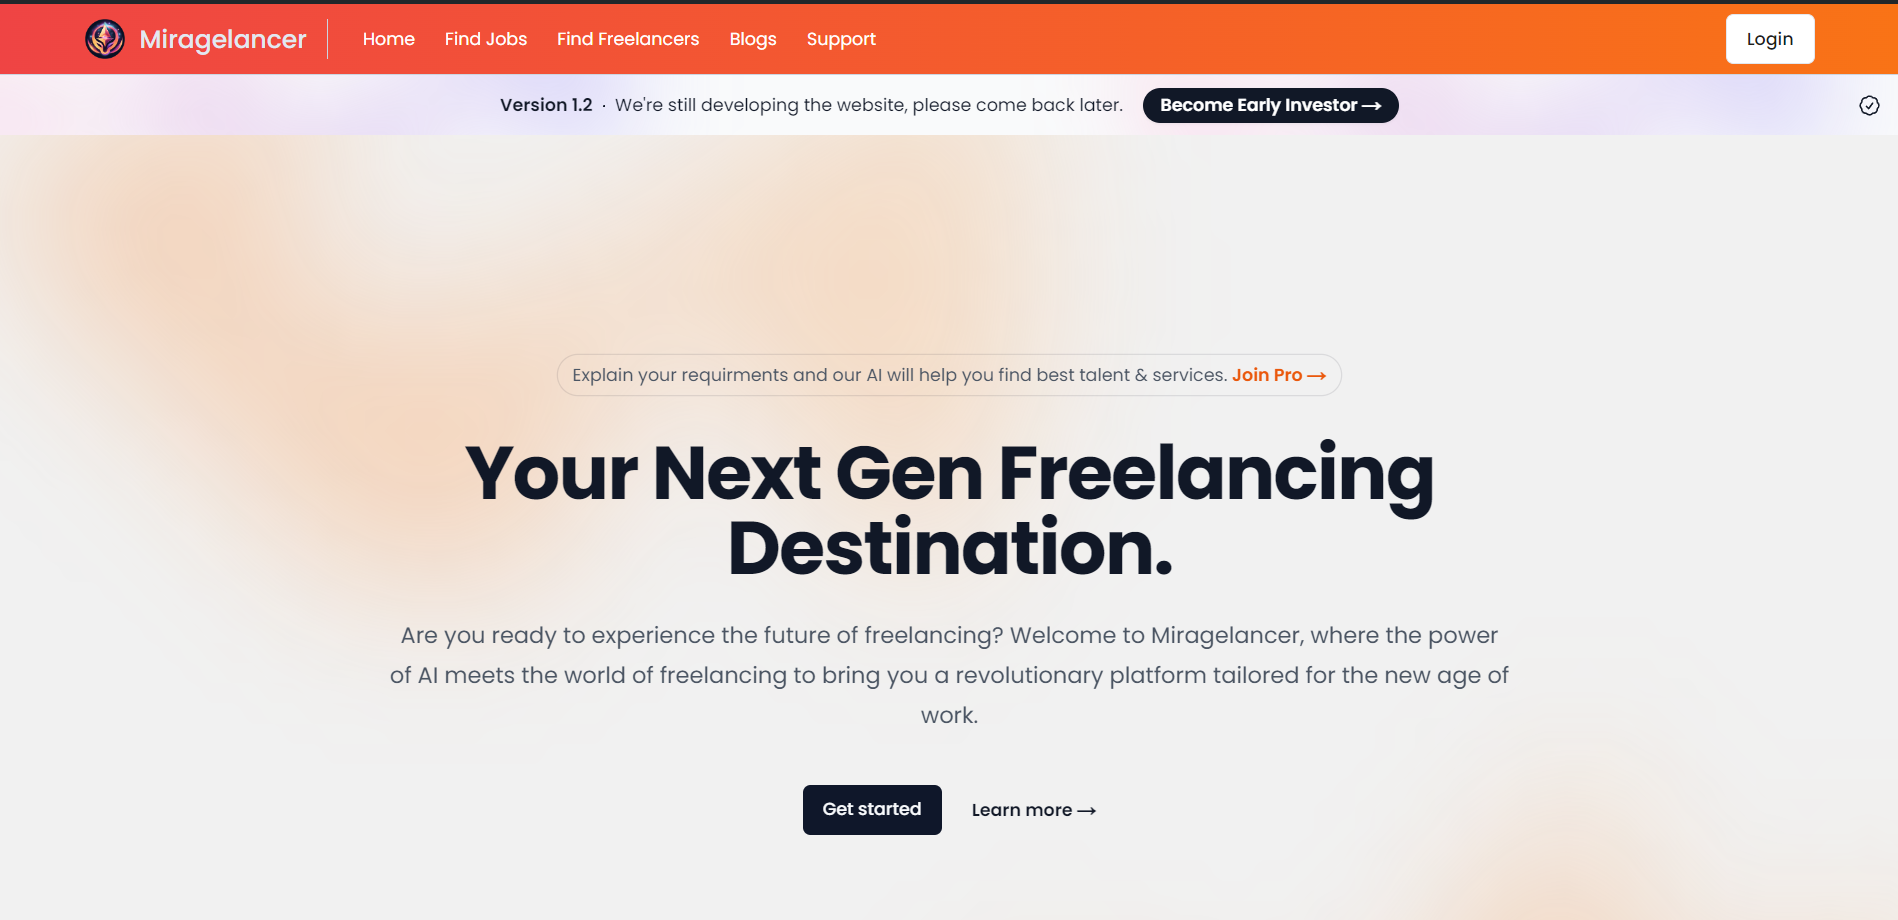 Miragelancer
Home
Find Jobs
Find Freelancers
Blogs
Support
Login
Version 1.2 · We're still developing the website, please come back later.
Become Early Investor →
Explain your requirments and our AI will help you find best talent & services. Join Pro →
Your Next Gen Freelancing
Destination.
Are you ready to experience the future of freelancing? Welcome to Miragelancer, where the power
of AI meets the world of freelancing to bring you a revolutionary platform tailored for the new age of
work.
Get started
Learn more →